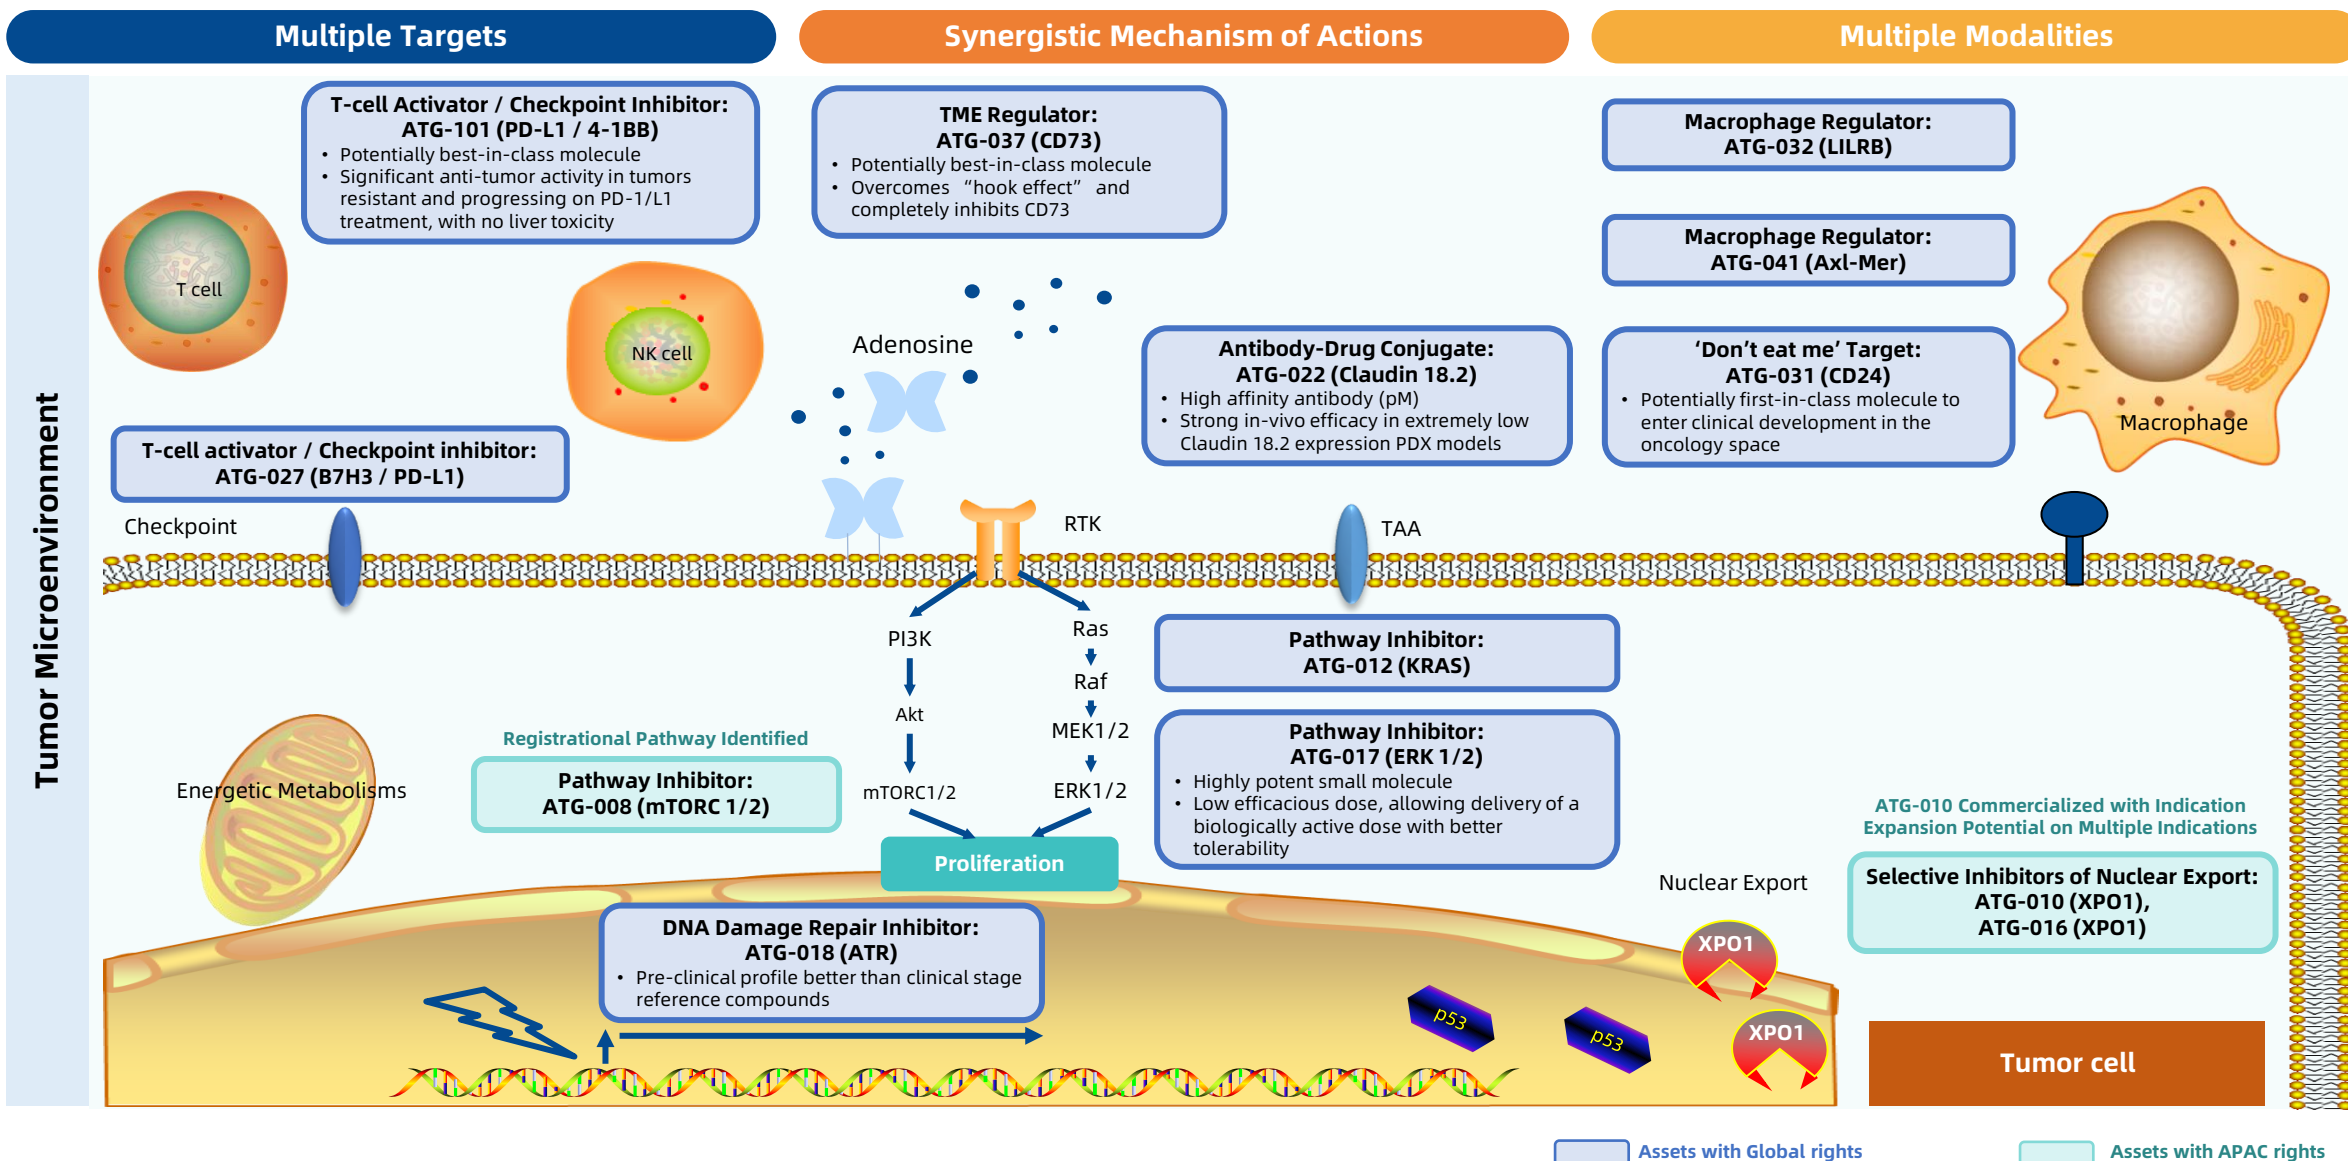 Multiple Targets
Synergistic Mechanism of Actions
Multiple Modalities
Tumor Microenvironment
T-cell Activator / Checkpoint Inhibitor:
ATG-101 (PD-L1 / 4-1BB)
• Potentially best-in-class molecule
• Significant anti-tumor activity in tumors
resistant and progressing on PD-1/L1
treatment, with no liver toxicity
TME Regulator:
ATG-037 (CD73)
• Potentially best-in-class molecule
• Overcomes “hook effect” and
completely inhibits CD73
Macrophage Regulator:
ATG-032 (LILRB)
Macrophage Regulator:
ATG-041 (Axl-Mer)
T cell
NK cell
Adenosine
Antibody-Drug Conjugate:
ATG-022 (Claudin 18.2)
• High affinity antibody (pM)
• Strong in-vivo efficacy in extremely low
Claudin 18.2 expression PDX models
‘Don’t eat me’ Target:
ATG-031 (CD24)
• Potentially first-in-class molecule to
enter clinical development in the
oncology space
Macrophage
T-cell activator / Checkpoint inhibitor:
ATG-027 (B7H3 / PD-L1)
Checkpoint
RTK
TAA
PI3K
Akt
mTORC1/2
Ras
Raf
MEK1/2
ERK1/2
Pathway Inhibitor:
ATG-012 (KRAS)
Pathway Inhibitor:
ATG-017 (ERK 1/2)
• Highly potent small molecule
• Low efficacious dose, allowing delivery of a
biologically active dose with better
tolerability
Energetic Metabolisms
Registrational Pathway Identified
Pathway Inhibitor:
ATG-008 (mTORC 1/2)
Proliferation
ATG-010 Commercialized with Indication
Expansion Potential on Multiple Indications
Selective Inhibitors of Nuclear Export:
ATG-010 (XPO1),
ATG-016 (XPO1)
Nuclear Export
DNA Damage Repair Inhibitor:
ATG-018 (ATR)
• Pre-clinical profile better than clinical stage
reference compounds
XPO1
XPO1
p53
p53
Tumor cell
Assets with Global rights
Assets with APAC rights